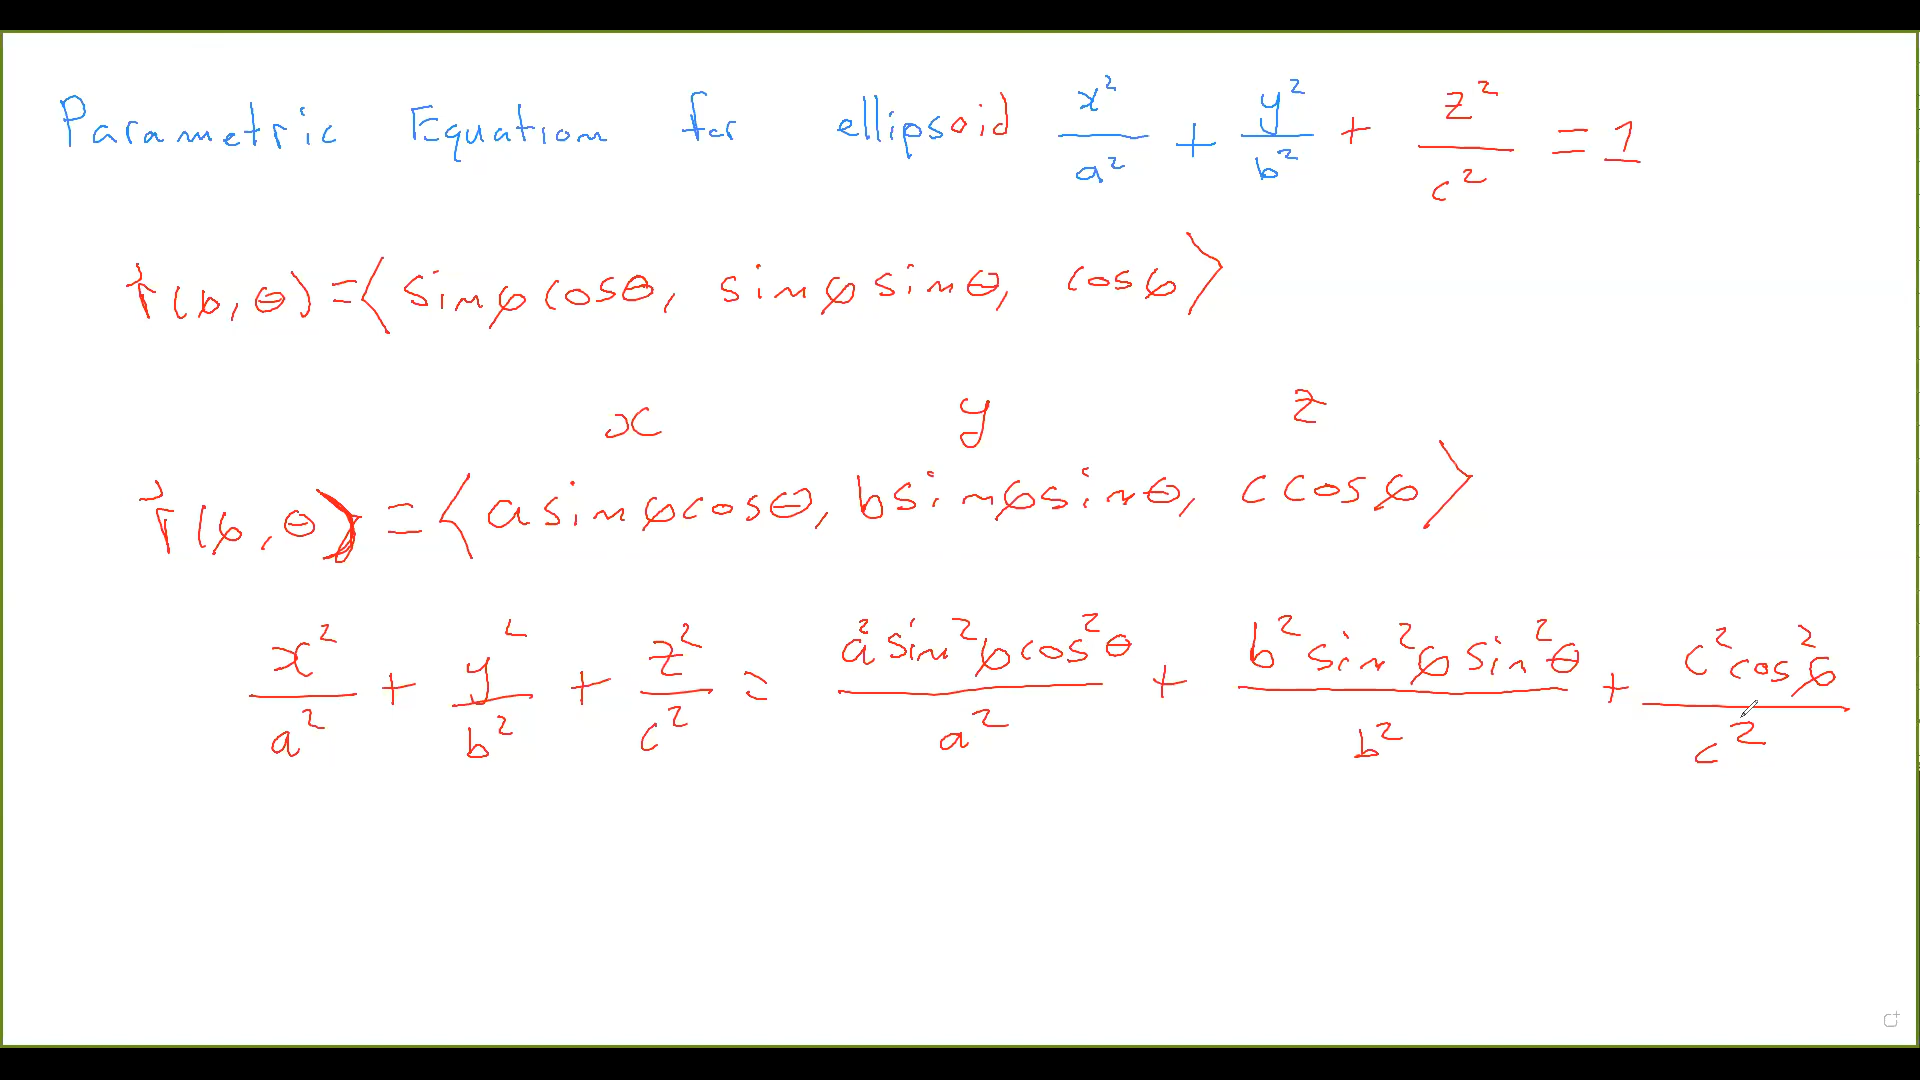 Parametric Equation for ellipsoid x²/a² + y²/b² + z²/c² = 1
r⃗(φ, θ) = ⟨sinφ cosθ, sinφ sinθ, cosφ⟩
x y z
r⃗(φ, θ) = ⟨a sinφ cosθ, b sinφ sinθ, c cosφ⟩
x²/a² + y²/b² + z²/c² = a² sin²φ cos²θ/a² + b² sin²φ sin²θ/b² + c² cos²φ/c²